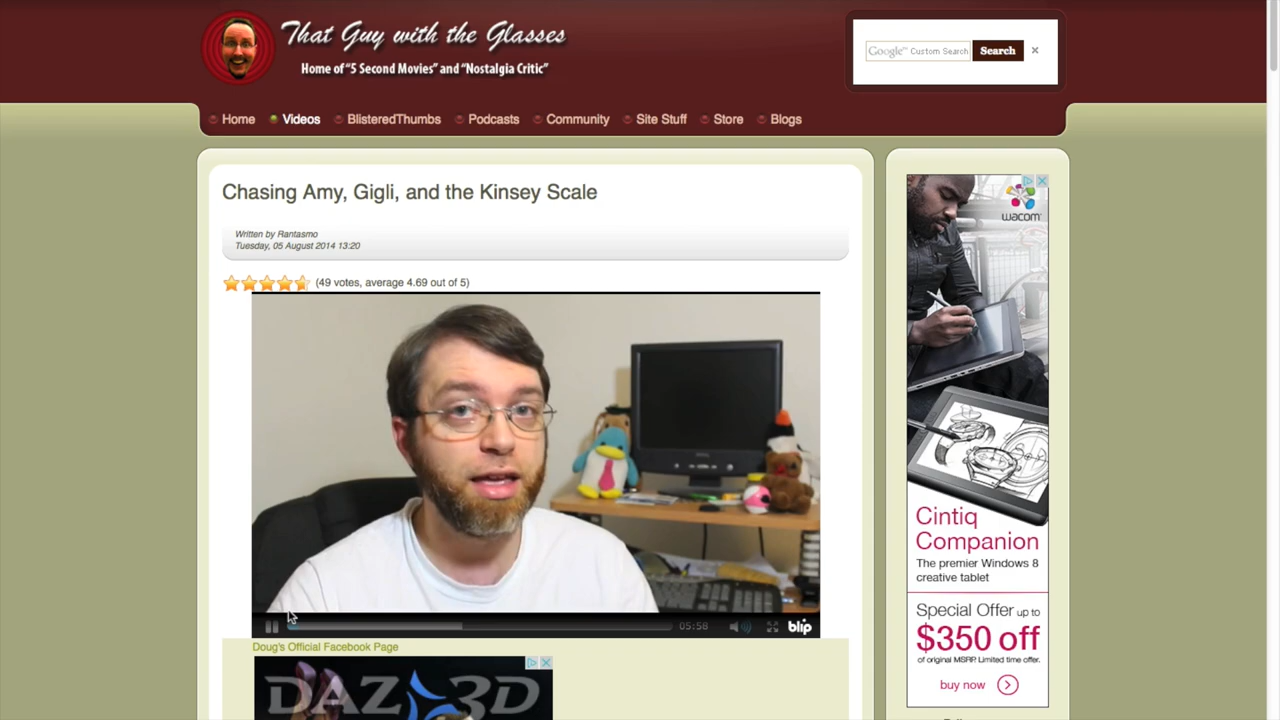 That Guy with the Glasses
Home of "5 Second Movies" and "Nostalgia Critic"
Google™ Custom Search
Search
×
Home
Videos
BlisteredThumbs
Podcasts
Community
Site Stuff
Store
Blogs
Chasing Amy, Gigli, and the Kinsey Scale
Written by Rantasmo
Tuesday, 05 August 2014 13:20
(49 votes, average 4.69 out of 5)
05:58
blip
Doug's Official Facebook Page
DAZ 3D
wacom
Cintiq
Companion
The premier Windows 8
creative tablet
Special Offer up to
$350 off
of original MSRP. Limited time offer.
buy now